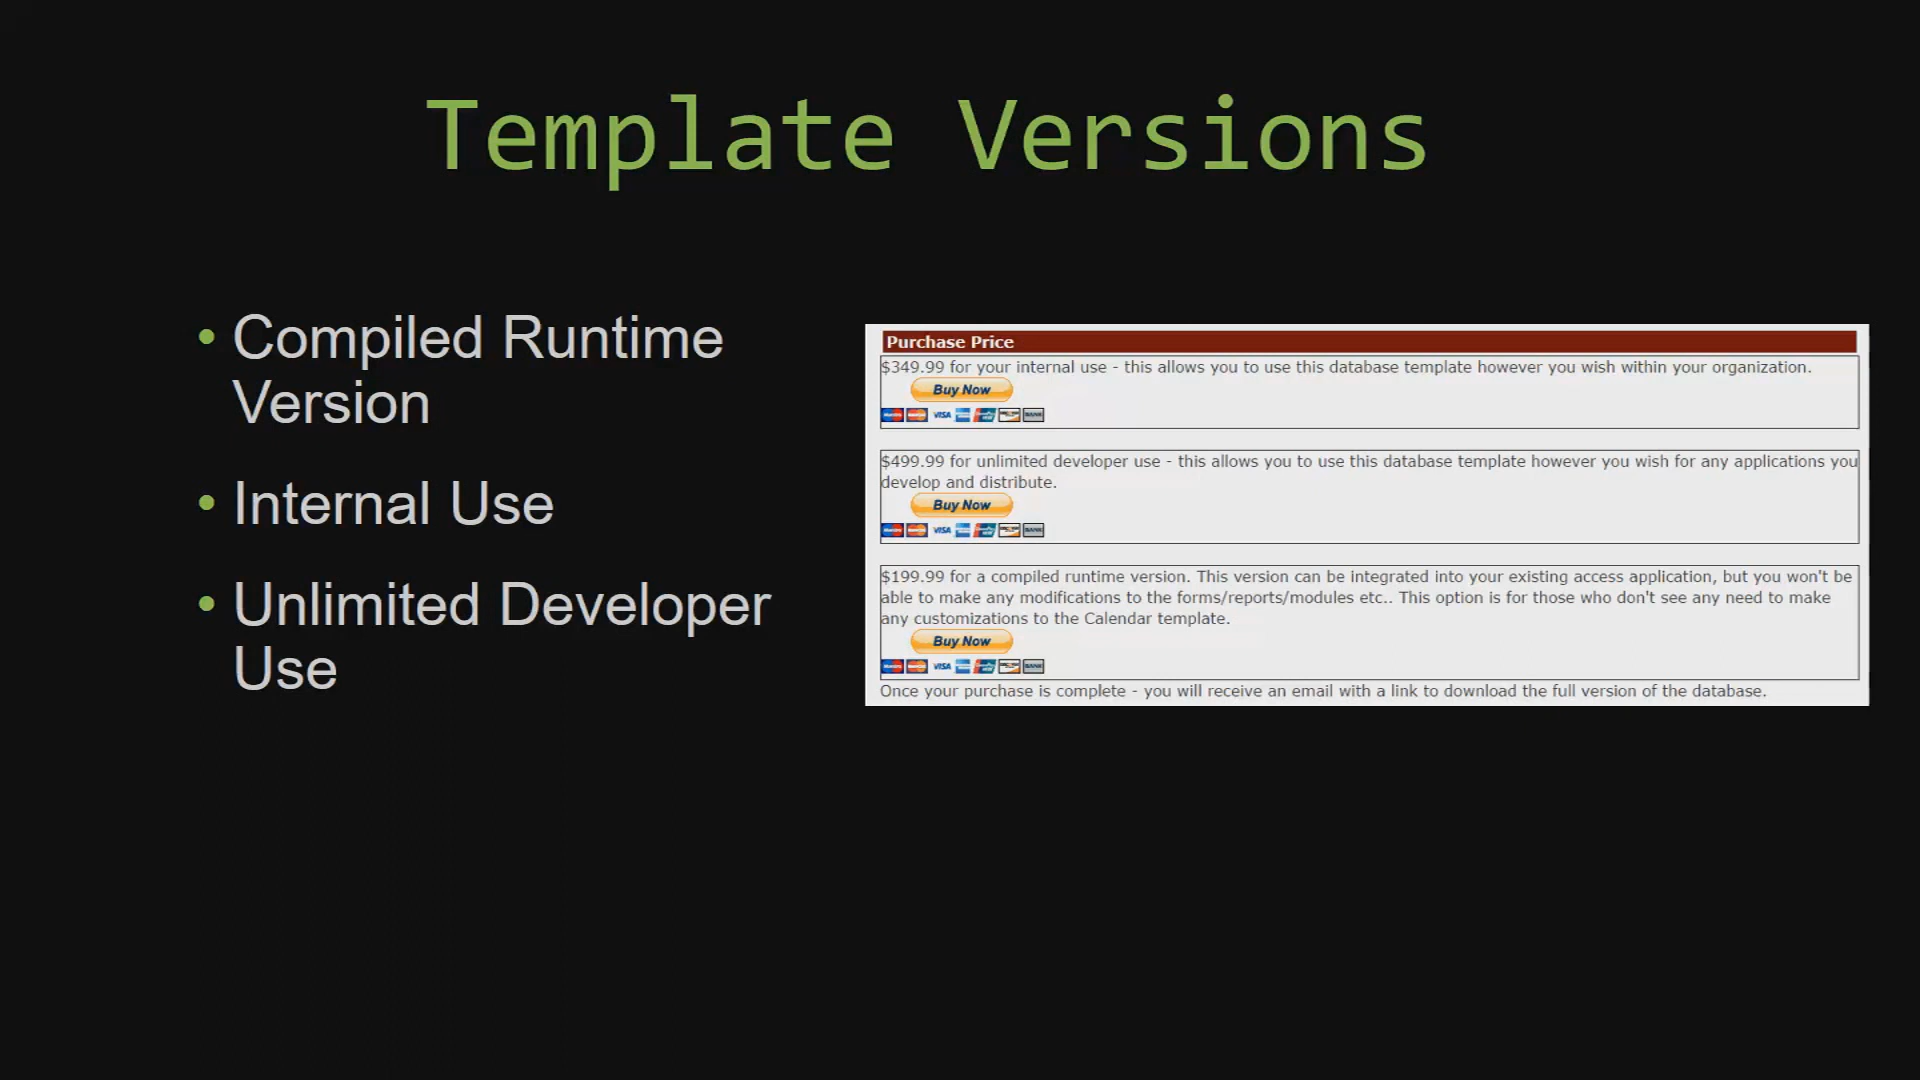 Template Versions
• Compiled Runtime
Version
• Internal Use
• Unlimited Developer
Use
Purchase Price
$349.99 for your internal use - this allows you to use this database template however you wish within your organization.
Buy Now
VISA
$499.99 for unlimited developer use - this allows you to use this database template however you wish for any applications you
develop and distribute.
Buy Now
VISA
$199.99 for a compiled runtime version. This version can be integrated into your existing access application, but you won't be
able to make any modifications to the forms/reports/modules etc.. This option is for those who don't see any need to make
any customizations to the Calendar template.
Buy Now
VISA
Once your purchase is complete - you will receive an email with a link to download the full version of the database.